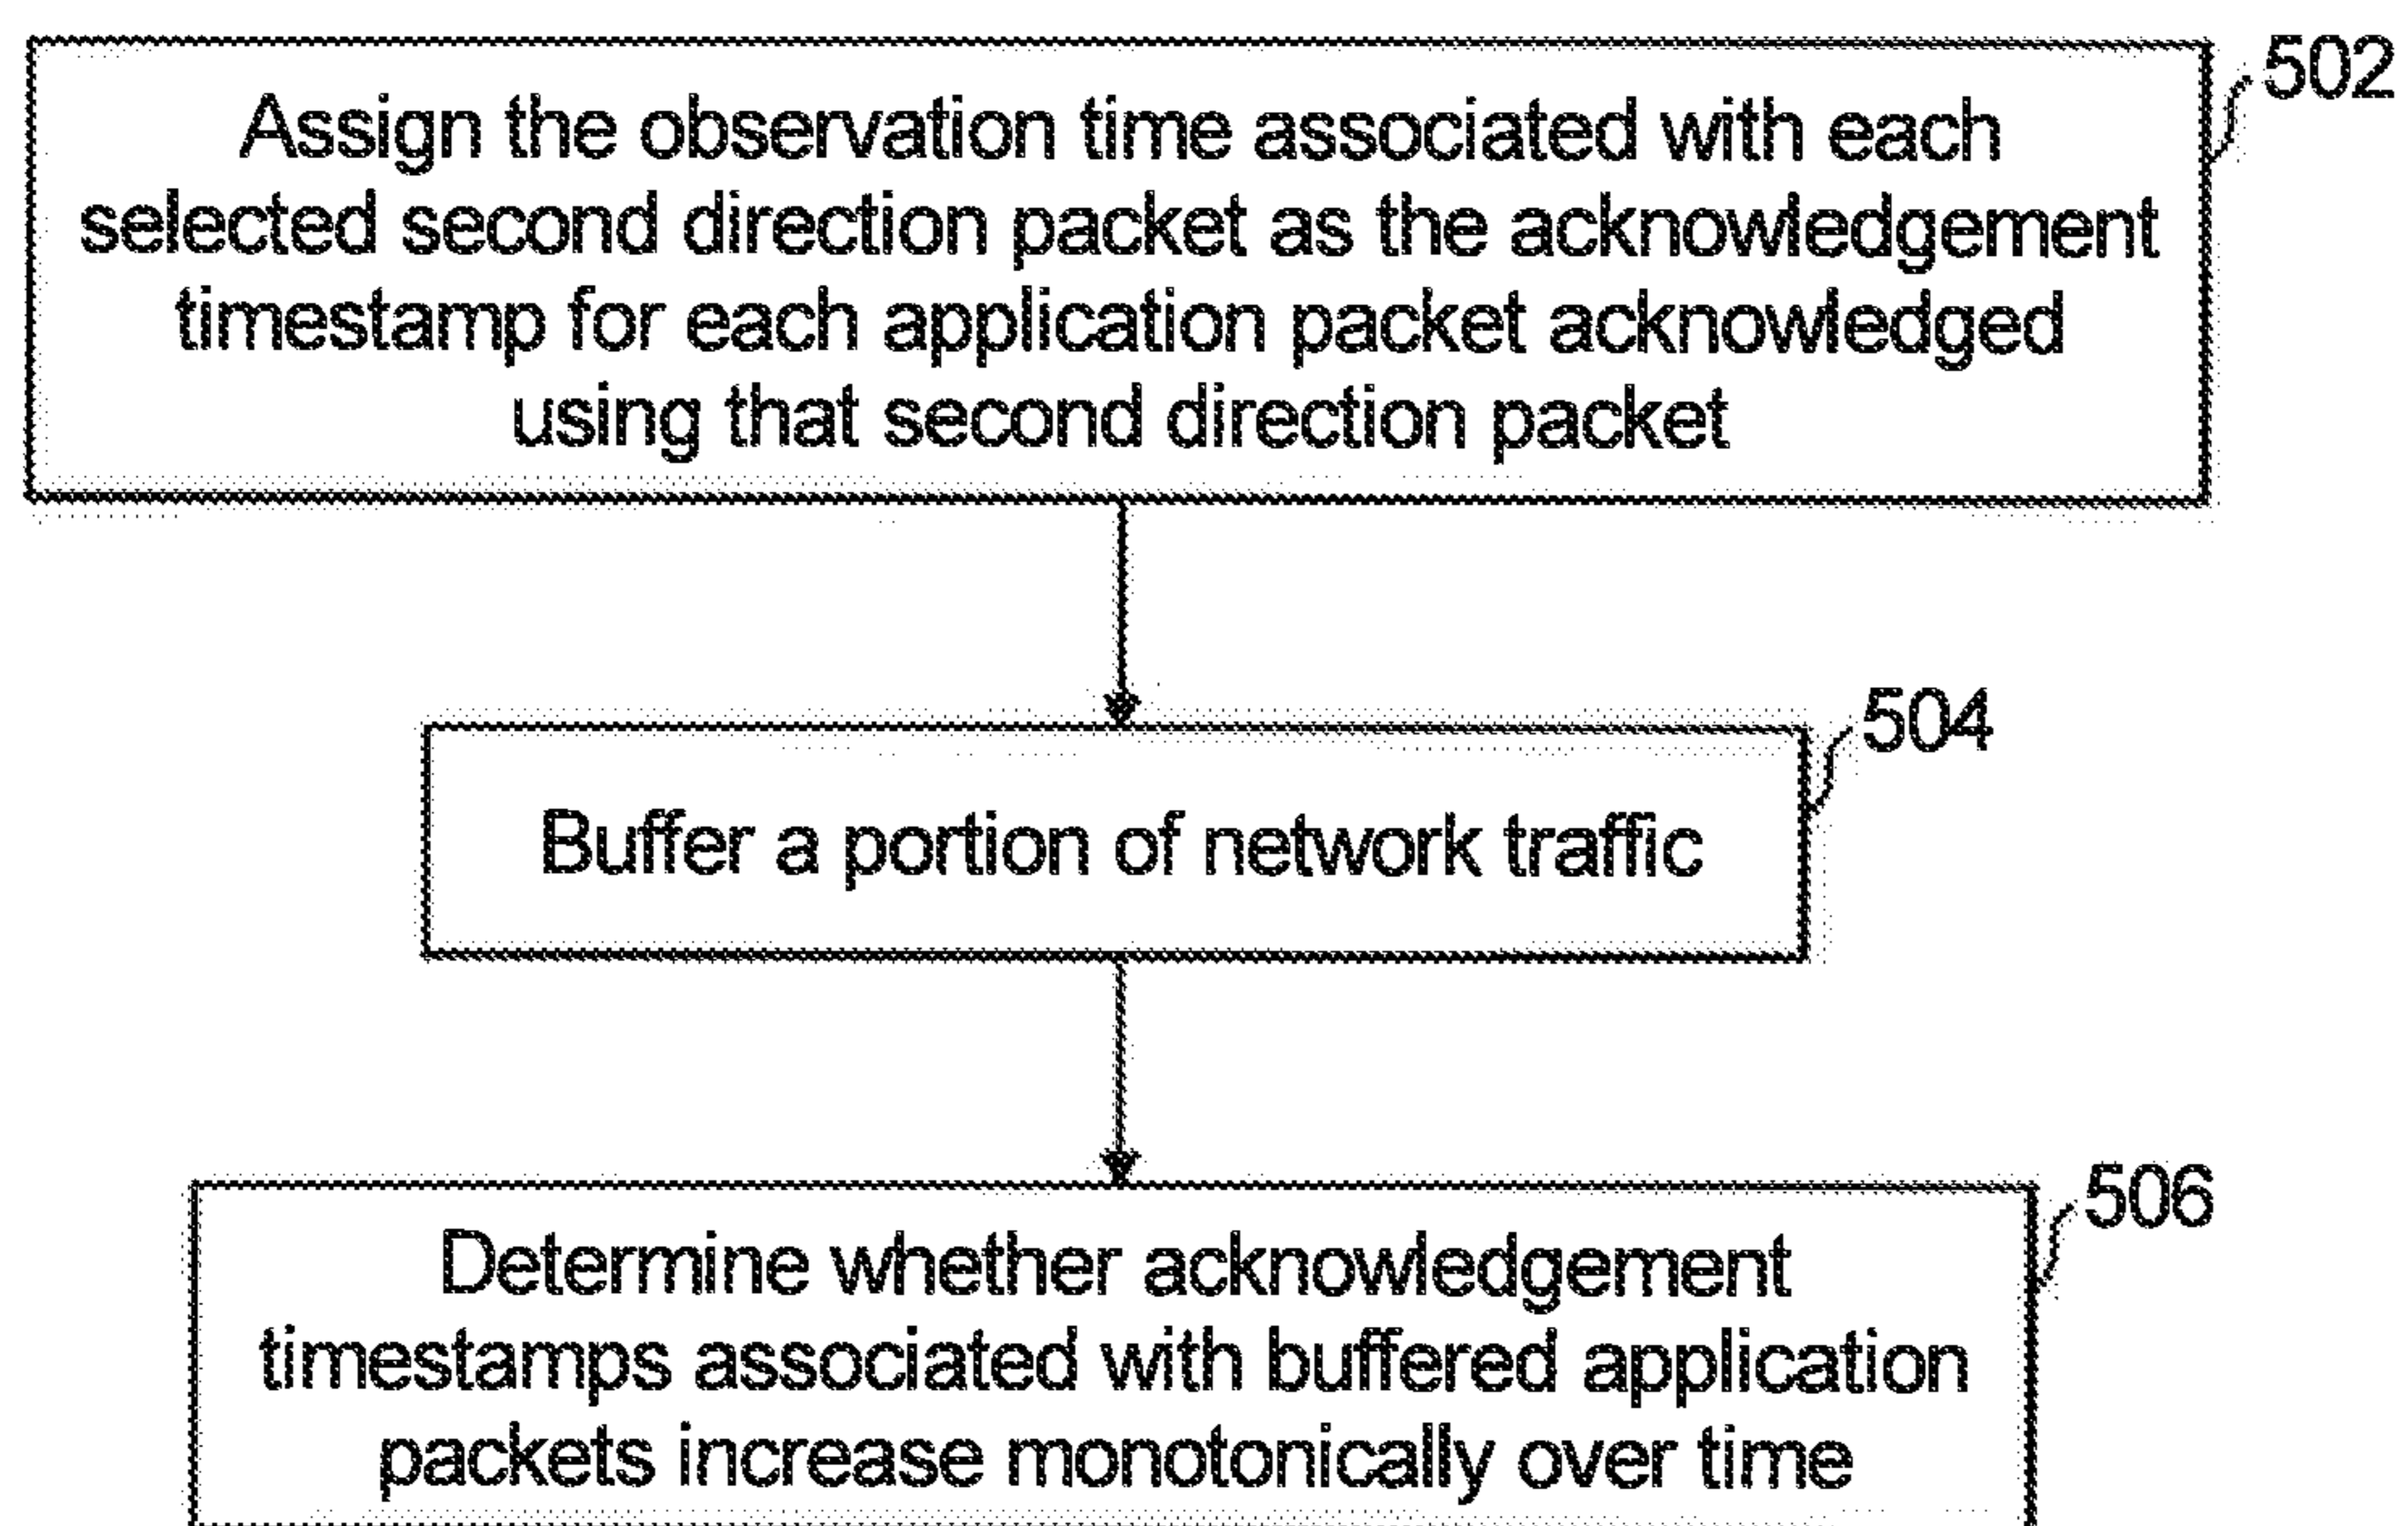 502
Assign the observation time associated with each
selected second direction packet as the acknowledgement
timestamp for each application packet acknowledged
using that second direction packet
504
Buffer a portion of network traffic
506
Determine whether acknowledgement
timestamps associated with buffered application
packets increase monotonically over time